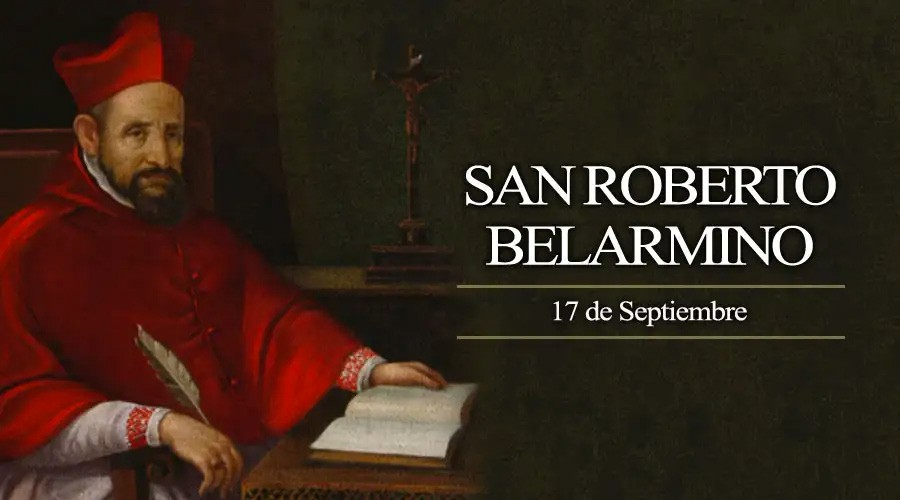 SAN ROBERTO
BELARMINO
17 de Septiembre